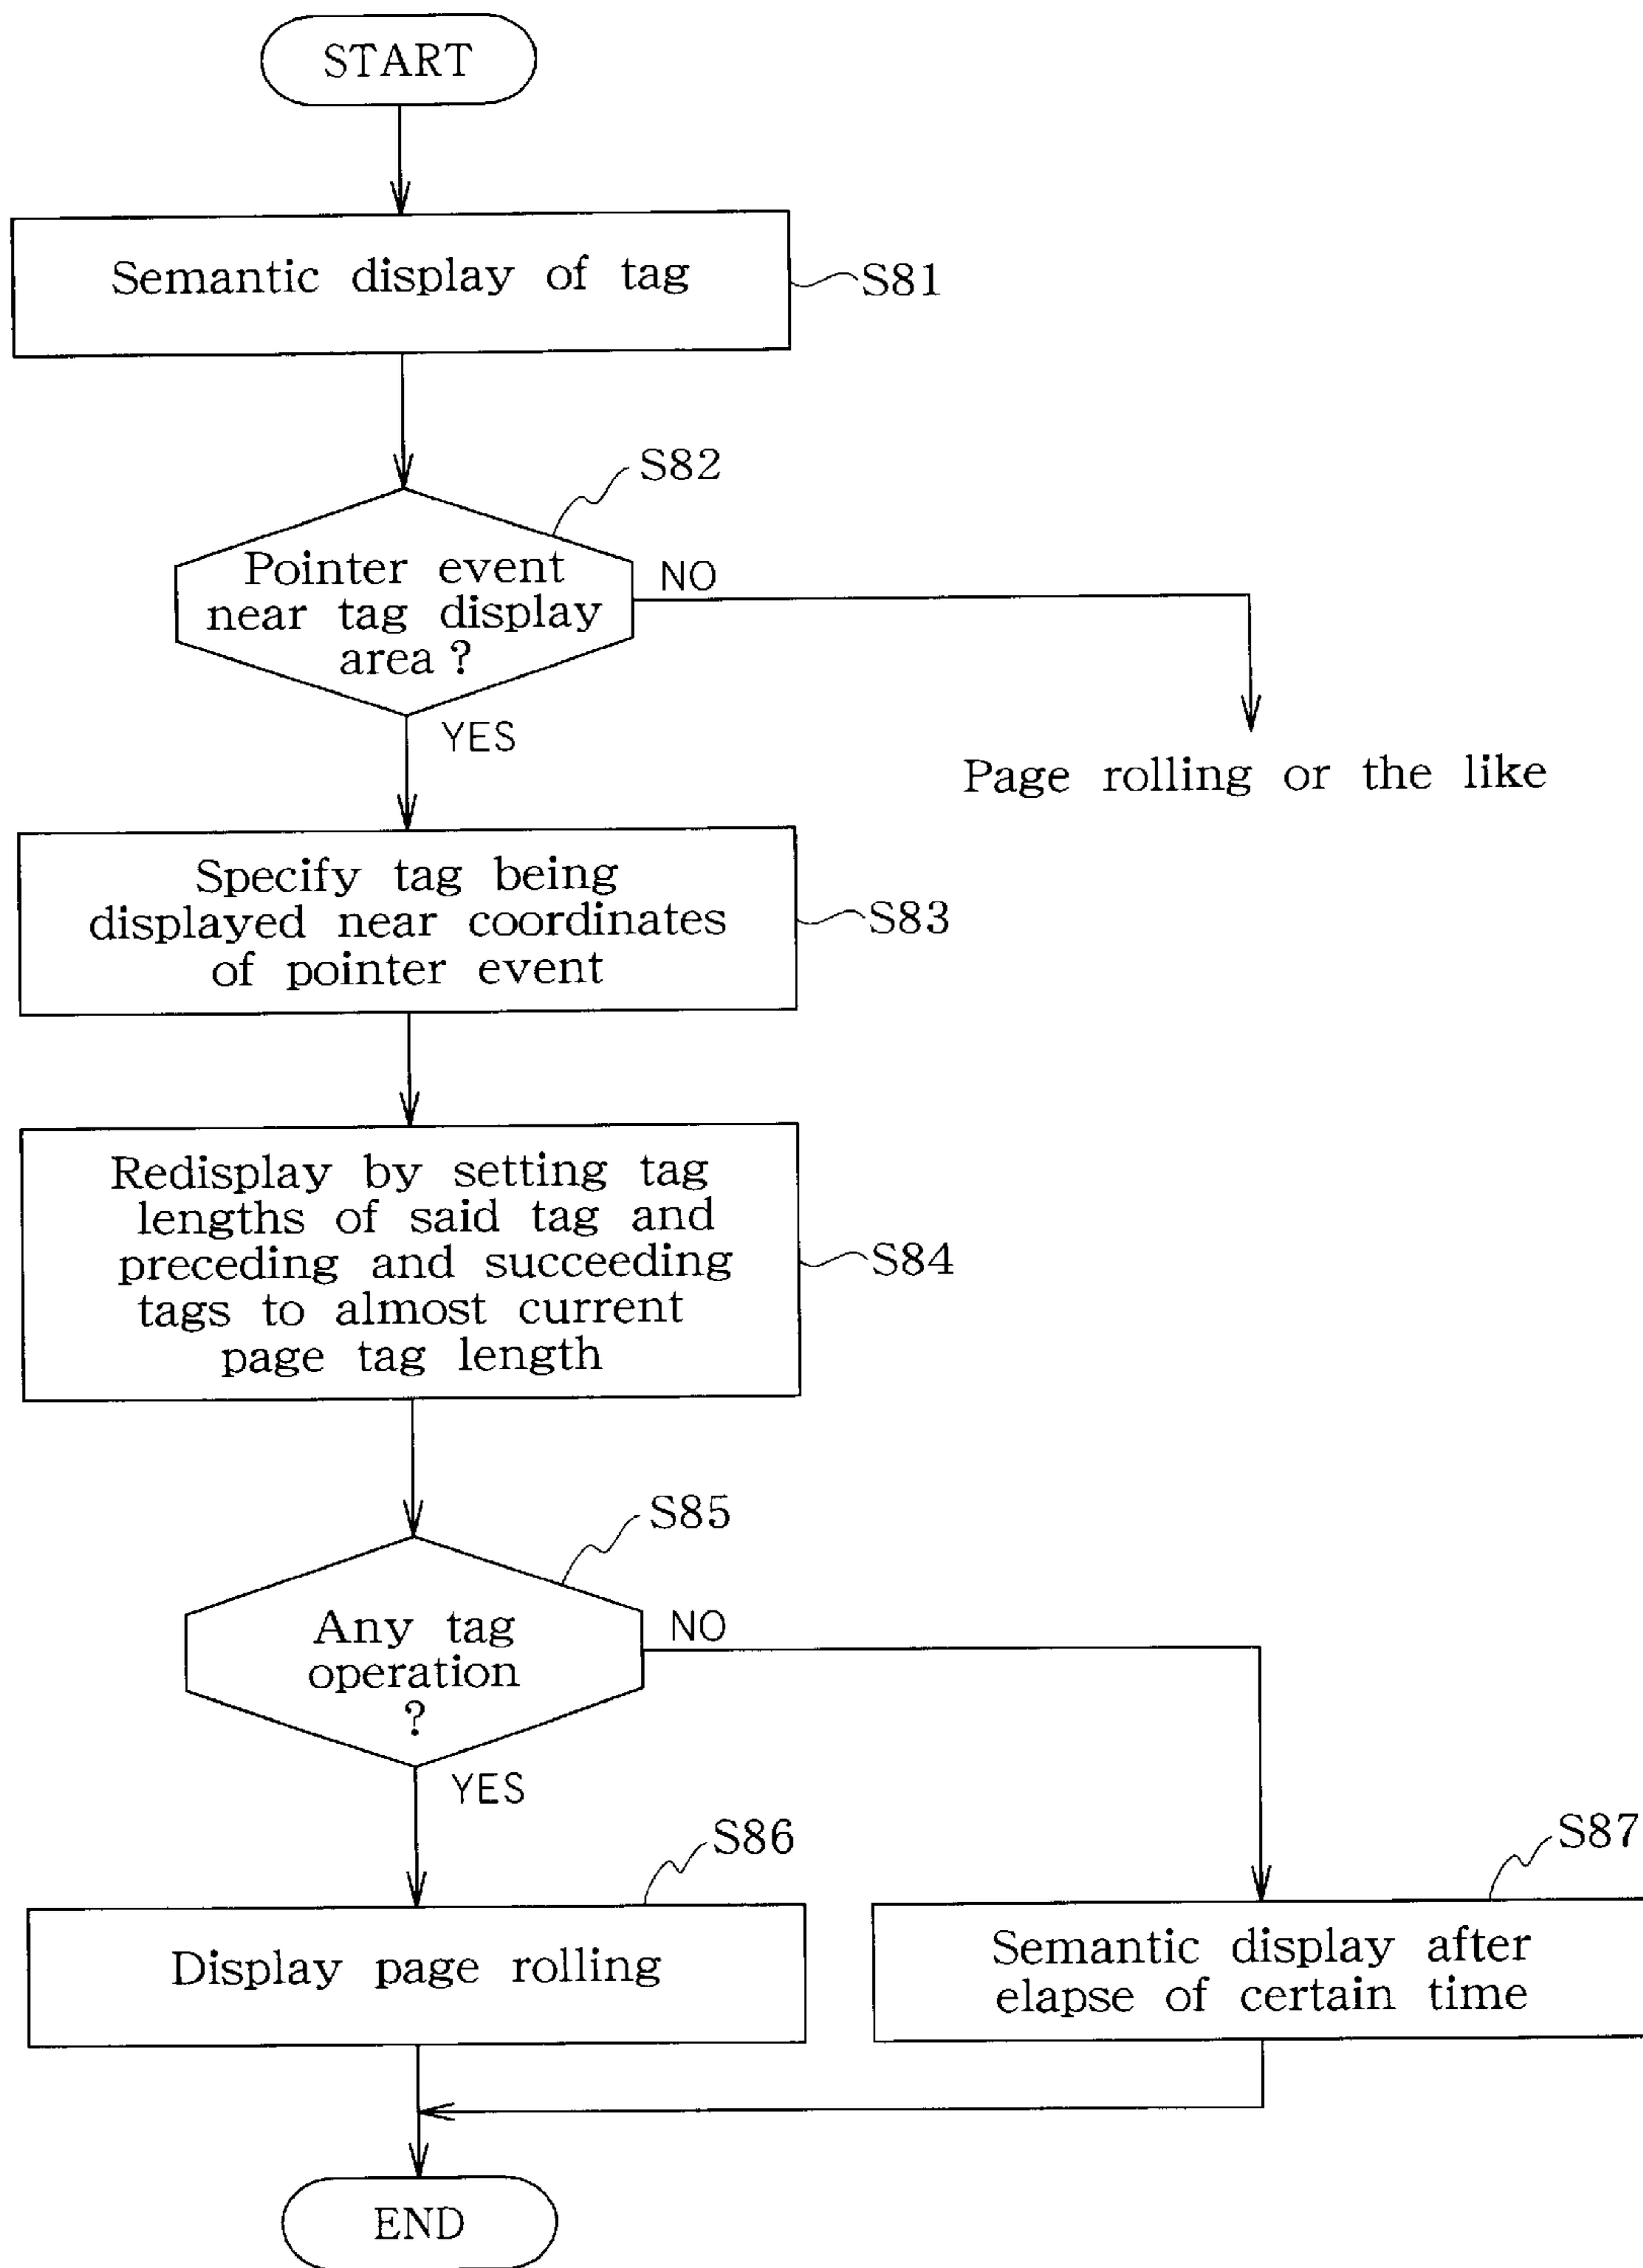 START
Semantic display of tag
S81
S82
Pointer event
near tag display
area ?
NO
YES
Page rolling or the like
Specify tag being
displayed near coordinates
of pointer event
S83
Redisplay by setting tag
lengths of said tag and
preceding and succeeding
tags to almost current
page tag length
S84
S85
Any tag
operation
?
NO
YES
S86
Display page rolling
S87
Semantic display after
elapse of certain time
END